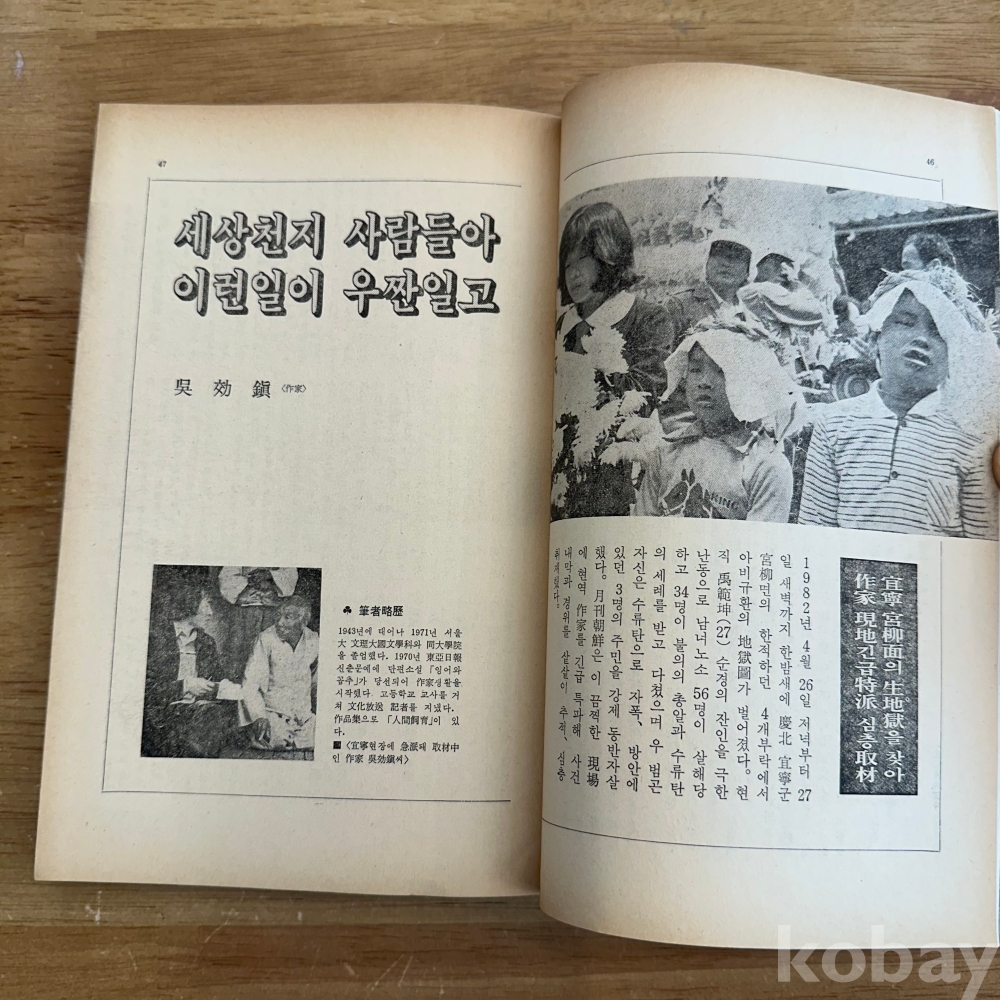 46
宜寧 宮柳面의 生地獄을 찾아
作家 現地긴급特派 심층取材
1982년 4월 26일 저녁부터 27
일 새벽까지 한밤새에 慶北 宜寧군
宮柳면의 한적하던 4개부락에서
아비규환의 地獄圖가 벌어졌다. 현
직 禹範坤(27) 순경의 잔인을 극한
난동으로 남녀노소 56명이 살해당
하고 34명이 불의의 총알과 수류탄
의 세례를 받고 다쳤으며 우 범곤
자신은 수류탄으로 자폭, 방안에
있던 3명의 주민을 강제 동반자살
했다. 月刊朝鮮은 이 끔찍한 現場
에 현역 作家를 긴급 특파해 사건
내막과 경위를 샅샅이 추적, 심층
취재했다.
KING
47
세상천지 사람들아
이런일이 우짠일고
吳効鎭 〈作家〉
♣ 筆者略歷
1943년에 태어나 1971년 서울
大 文理大國文學科와 同大學院
을 졸업했다. 1970년 東亞日報
신춘문예에 단편소설 「잉어와
꼽추」가 당선되어 作家생활을
시작했다. 고등학교 교사를 거
쳐 文化放送 記者를 지냈다.
作品集으로 「人間飼育」이 있
다.
〈宜寧현장에 急派돼 取材中
인 作家 吳効鎭씨〉
kobay